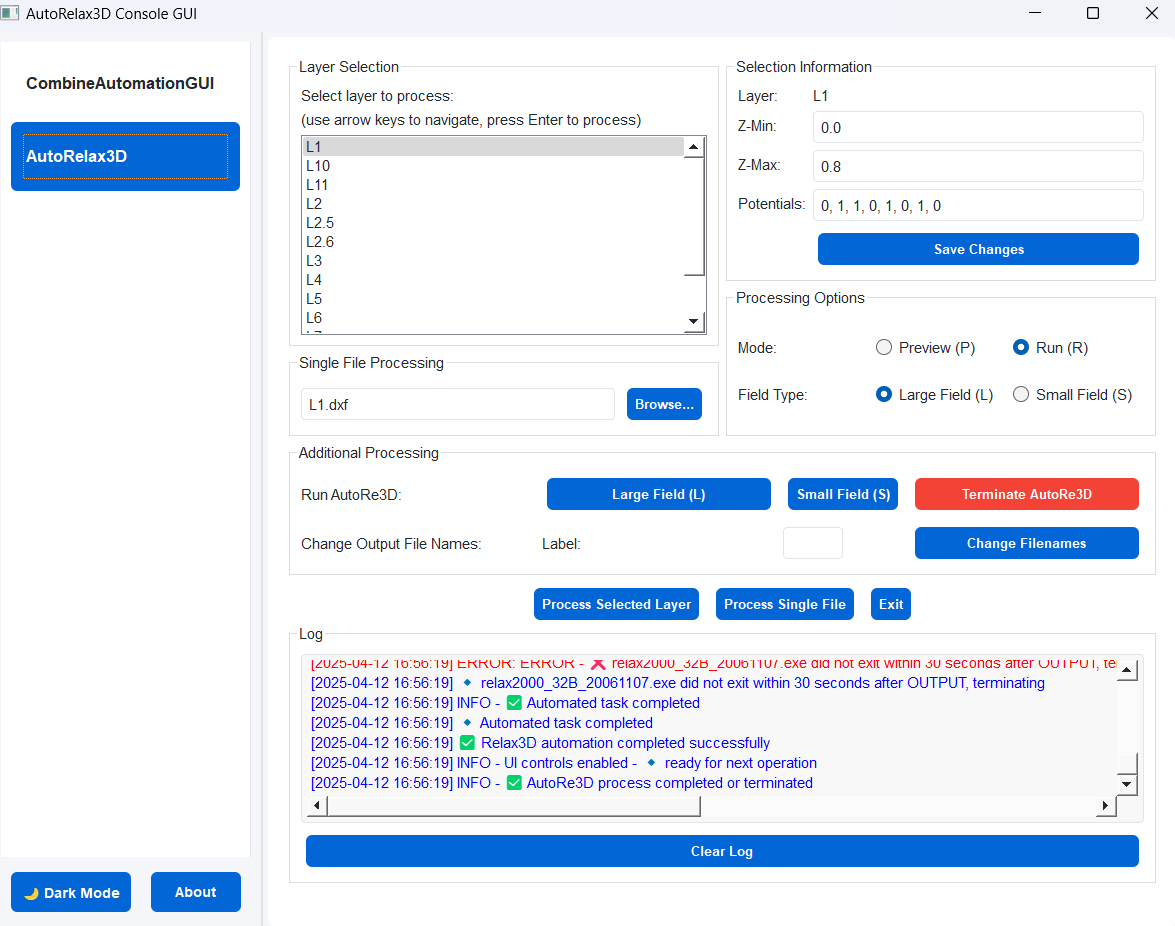 AutoRelax3D Console GUI
CombineAutomationGUI
AutoRelax3D
🌙 Dark Mode
About
Layer Selection
Select layer to process:
(use arrow keys to navigate, press Enter to process)
L1
L10
L11
L2
L2.5
L2.6
L3
L4
L5
L6
Single File Processing
L1.dxf
Browse...
Selection Information
Layer: L1
Z-Min: 0.0
Z-Max: 0.8
Potentials: 0, 1, 1, 0, 1, 0, 1, 0
Save Changes
Processing Options
Mode: Preview (P) Run (R)
Field Type: Large Field (L) Small Field (S)
Additional Processing
Run AutoRe3D: Large Field (L) Small Field (S) Terminate AutoRe3D
Change Output File Names: Label: Change Filenames
Process Selected Layer Process Single File Exit
Log
[2025-04-12 16:56:19] ERROR: ERROR - ❌ relax2000_32B_20061107.exe did not exit within 30 seconds after OUTPUT,
[2025-04-12 16:56:19] 🔹 relax2000_32B_20061107.exe did not exit within 30 seconds after OUTPUT, terminating
[2025-04-12 16:56:19] INFO - ✅ Automated task completed
[2025-04-12 16:56:19] 🔹 Automated task completed
[2025-04-12 16:56:19] ✅ Relax3D automation completed successfully
[2025-04-12 16:56:19] INFO - UI controls enabled - 🔹 ready for next operation
[2025-04-12 16:56:19] INFO - ✅ AutoRe3D process completed or terminated
Clear Log